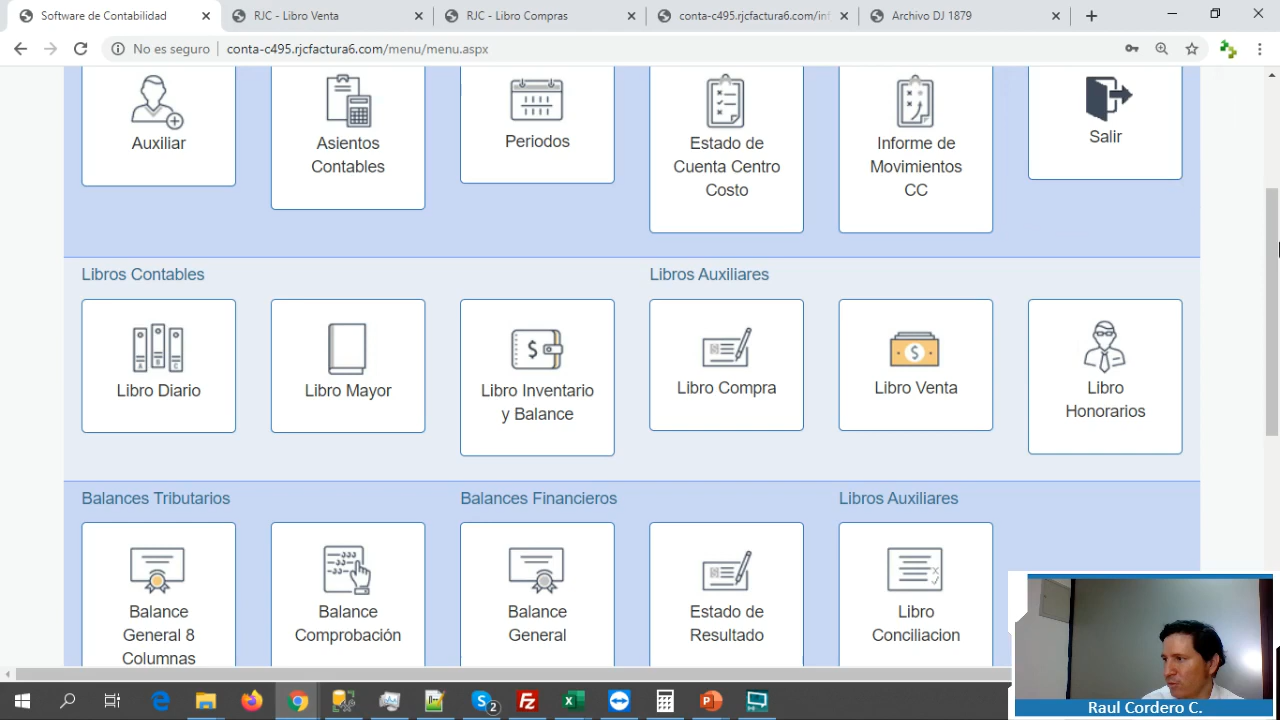 Software de Contabilidad
RJC - Libro Venta
RJC - Libro Compras
conta-c495.rjcfactura6.com/inf
Archivo DJ 1879
No es seguro
conta-c495.rjcfactura6.com/menu/menu.aspx
Auxiliar
Asientos
Contables
Periodos
Estado de
Cuenta Centro
Costo
Informe de
Movimientos
CC
Salir
Libros Contables
Libros Auxiliares
Libro Diario
Libro Mayor
Libro Inventario
y Balance
Libro Compra
Libro Venta
Libro
Honorarios
Balances Tributarios
Balances Financieros
Libros Auxiliares
Balance
General 8
Columnas
Balance
Comprobación
Balance
General
Estado de
Resultado
Libro
Conciliacion
2
Raul Cordero C.